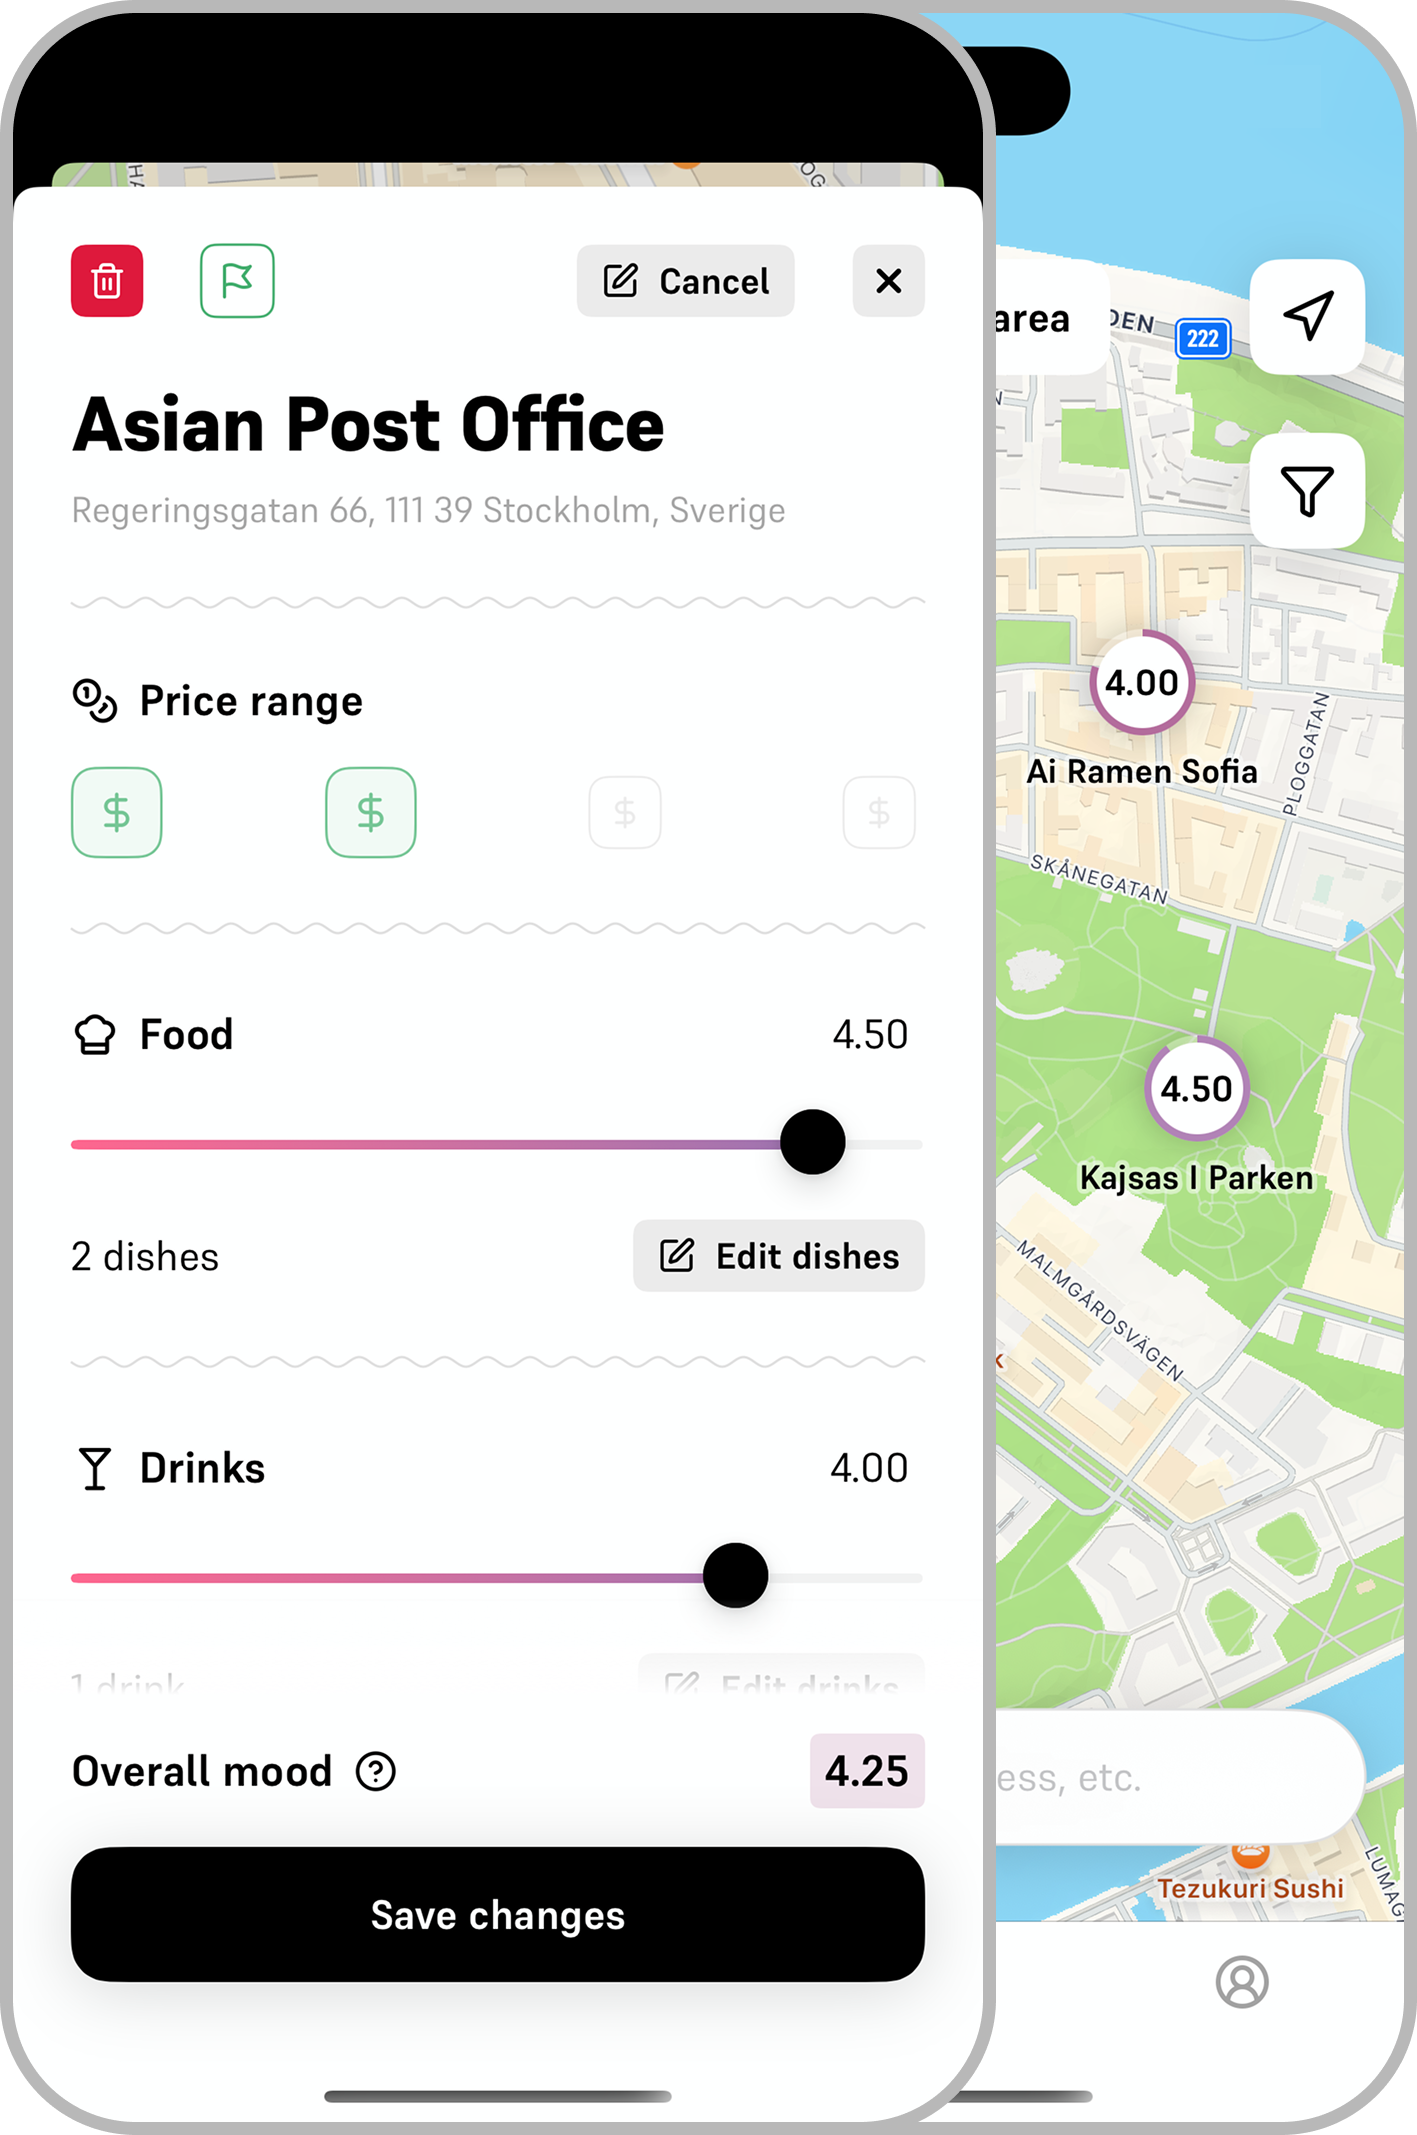 Cancel
Asian Post Office
Regeringsgatan 66, 111 39 Stockholm, Sverige
Price range
$ $ $ $
Food 4.50
2 dishes Edit dishes
Drinks 4.00
1 drink Edit drinks
Overall mood ? 4.25
Save changes
area
DEN
222
4.00
Ai Ramen Sofia
PLOGGATAN
SKÅNEGATAN
4.50
Kajsas I Parken
MALMGÅRDSVÄGEN
ess, etc.
Tezukuri Sushi
LUMAG